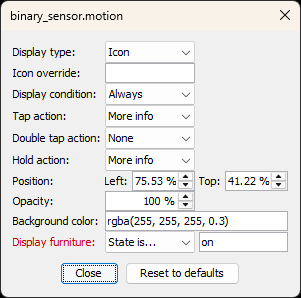 binary_sensor.motion
Display type: Icon
Icon override:
Display condition: Always
Tap action: More info
Double tap action: None
Hold action: More info
Position: Left: 75.53 % Top: 41.22 %
Opacity: 100 %
Background color: rgba(255, 255, 255, 0.3)
Display furniture: State is... on
Close Reset to defaults